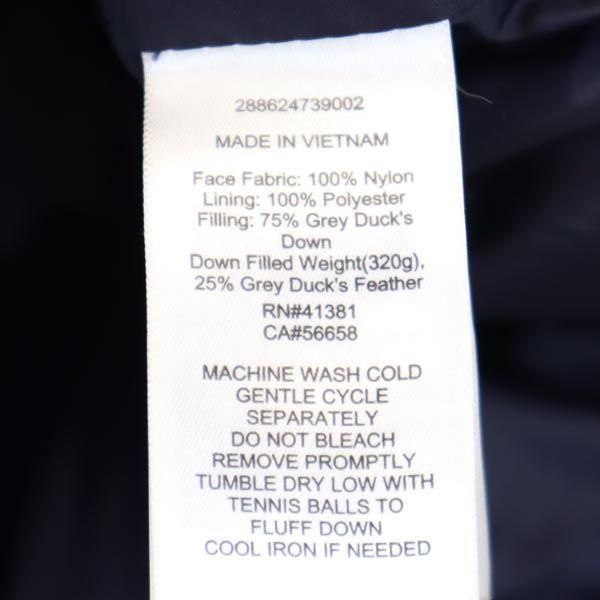 288624739002
MADE IN VIETNAM
Face Fabric: 100% Nylon
Lining: 100% Polyester
Filling: 75% Grey Duck's
Down
Down Filled Weight(320g),
25% Grey Duck's Feather
RN#41381
CA#56658
MACHINE WASH COLD
GENTLE CYCLE
SEPARATELY
DO NOT BLEACH
REMOVE PROMPTLY
TUMBLE DRY LOW WITH
TENNIS BALLS TO
FLUFF DOWN
COOL IRON IF NEEDED